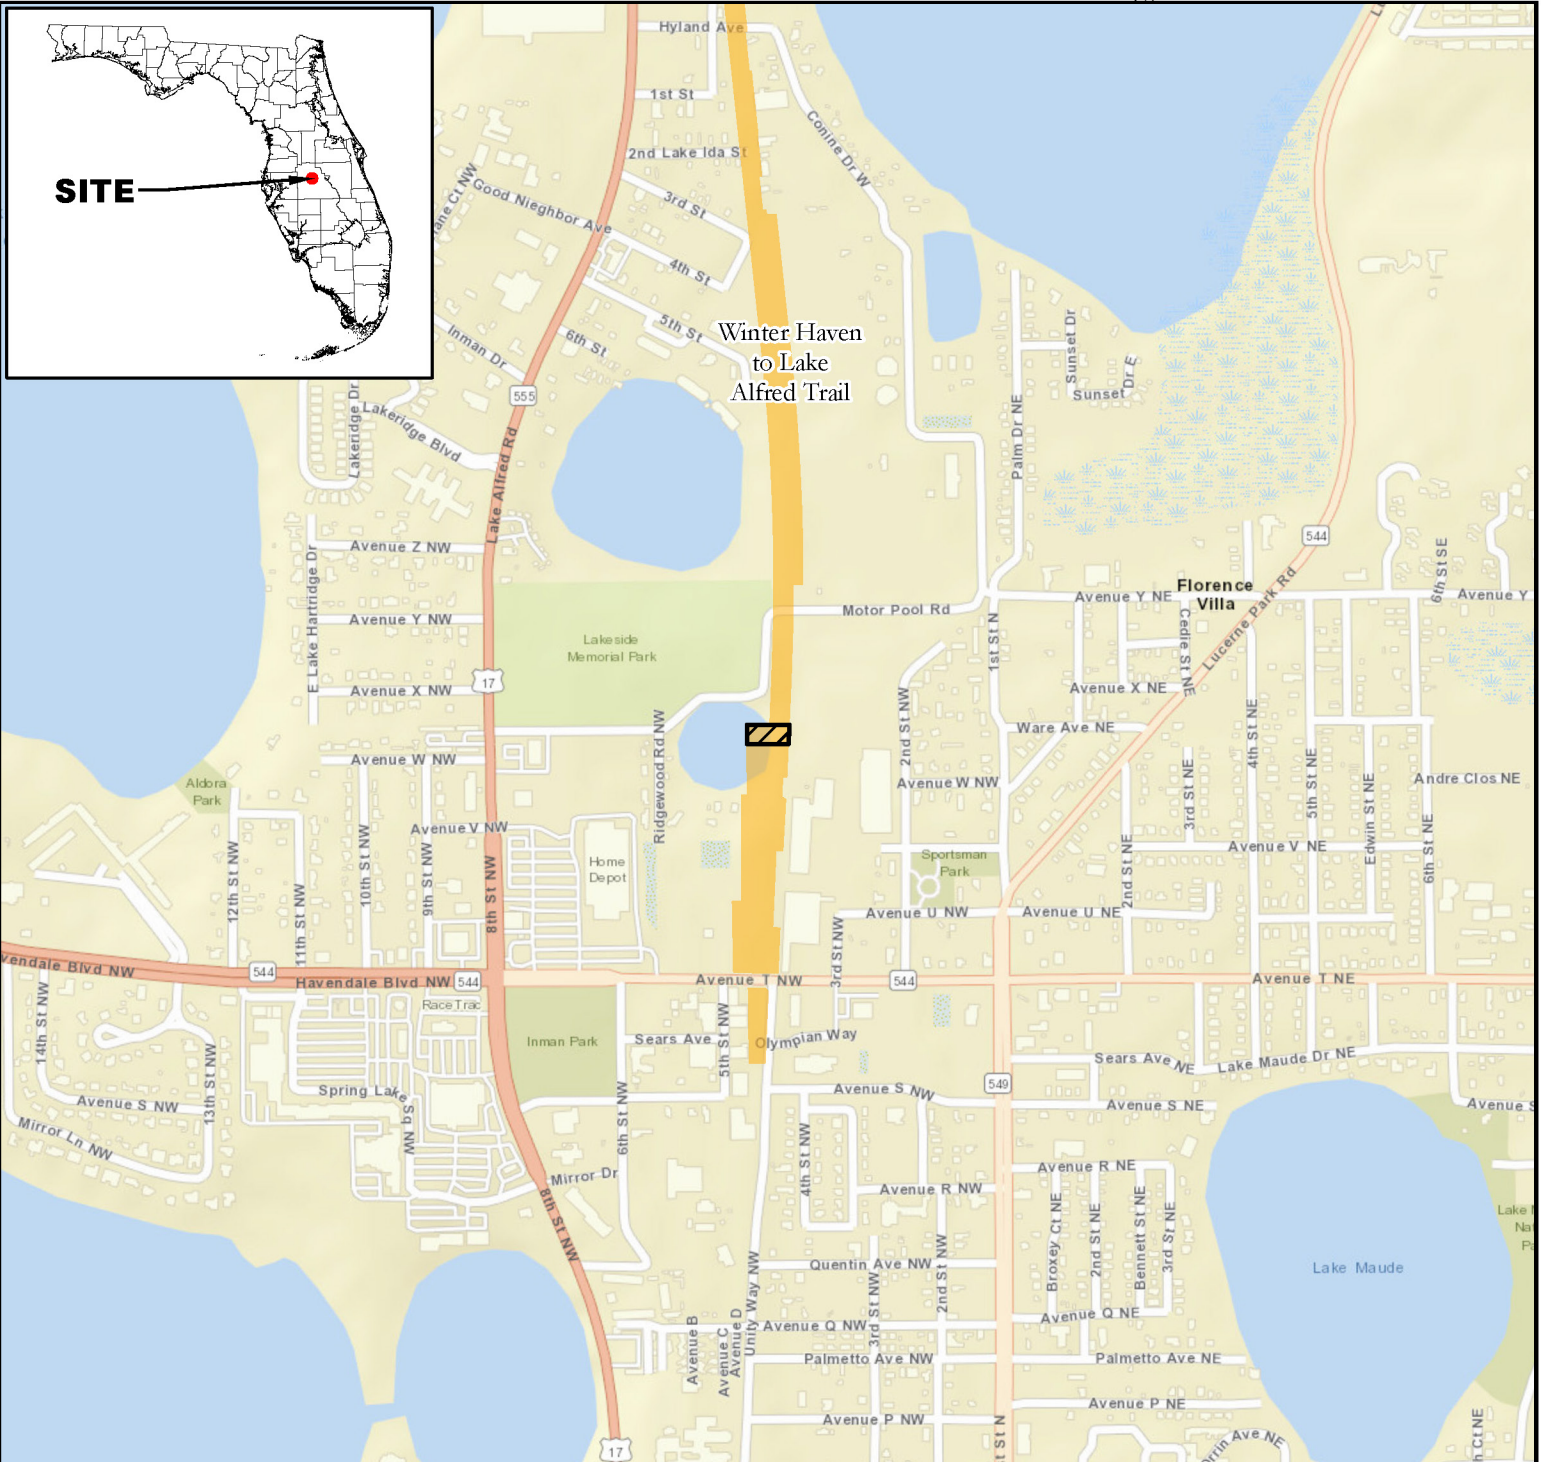 SITE
Hyland Ave
1st St
2nd Lake Ida St
Conine Dr W
Good Nieghbor Ave
3rd St
4th St
5th St
6th St
Inman Dr
Winter Haven
to Lake
Alfred Trail
555
Lakeridge Dr
Lakeridge Blvd
Lake Alfred Rd
Palm Dr NE
Sunset Dr
Sunset Dr E
544
E Lake Hartridge Dr
Avenue Z NW
Avenue Y NW
Avenue X NW
Avenue W NW
17
Lakeside
Memorial Park
Motor Pool Rd
Avenue Y NE
Florence
Villa
Cedie St NE
Lucerne Park Rd
6th St SE
Avenue Y
1st St N
Avenue X NE
Ware Ave NE
2nd St NW
Avenue W NW
4th St NE
5th St NE
3rd St NE
Edwin St NE
Andre Clos NE
6th St NE
Avenue V NE
2nd St NE
Ridgewood Rd NW
Aldora
Park
Avenue V NW
12th St NW
11th St NW
10th St NW
9th St NW
8th St NW
Home
Depot
Sportsman
Park
Avenue U NW
Avenue U NE
3rd St NW
vendale Blvd NW
544
Havendale Blvd NW
544
Avenue T NW
544
Avenue T NE
Race Trac
Inman Park
Sears Ave
5th St NW
Olympian Way
14th St NW
13th St NW
Avenue S NW
Mirror Ln NW
Spring Lake
Sq NW
6th St NW
Mirror Dr
8th St NW
Avenue S NW
549
Sears Ave NE
Lake Maude Dr NE
Avenue S NE
Avenue S
4th St NW
Avenue R NW
Avenue R NE
Broxey Ct NE
2nd St NE
Bennett St NE
3rd St NE
Quentin Ave NW
3rd St NW
2nd St NW
Unity Way NW
Avenue B
Avenue C
Avenue D
Avenue Q NW
Avenue Q NE
Palmetto Ave NW
Palmetto Ave NE
Avenue P NW
Avenue P NE
Lake Maude
17